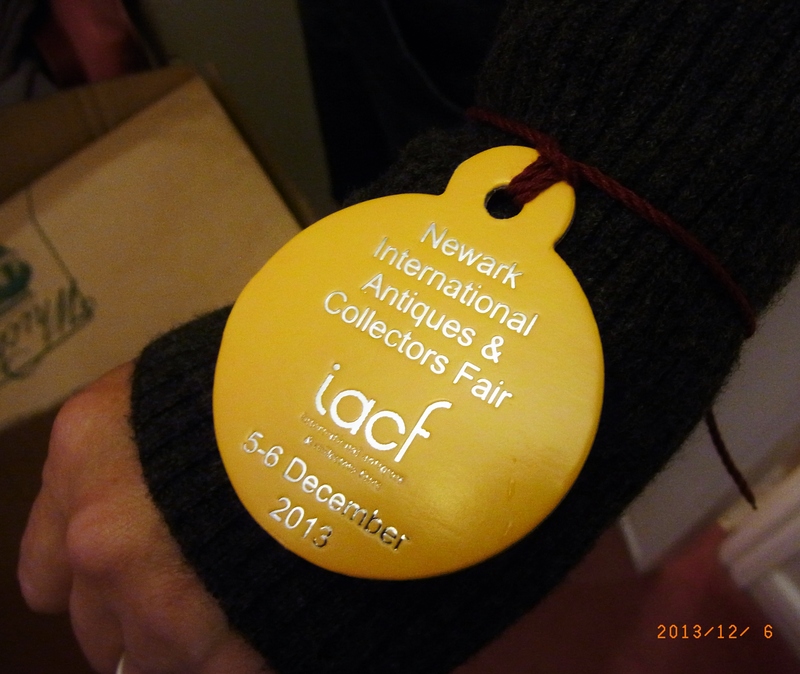 Newark
International
Antiques &
Collectors Fair
iacf
5-6 December
2013
2013/12/ 6